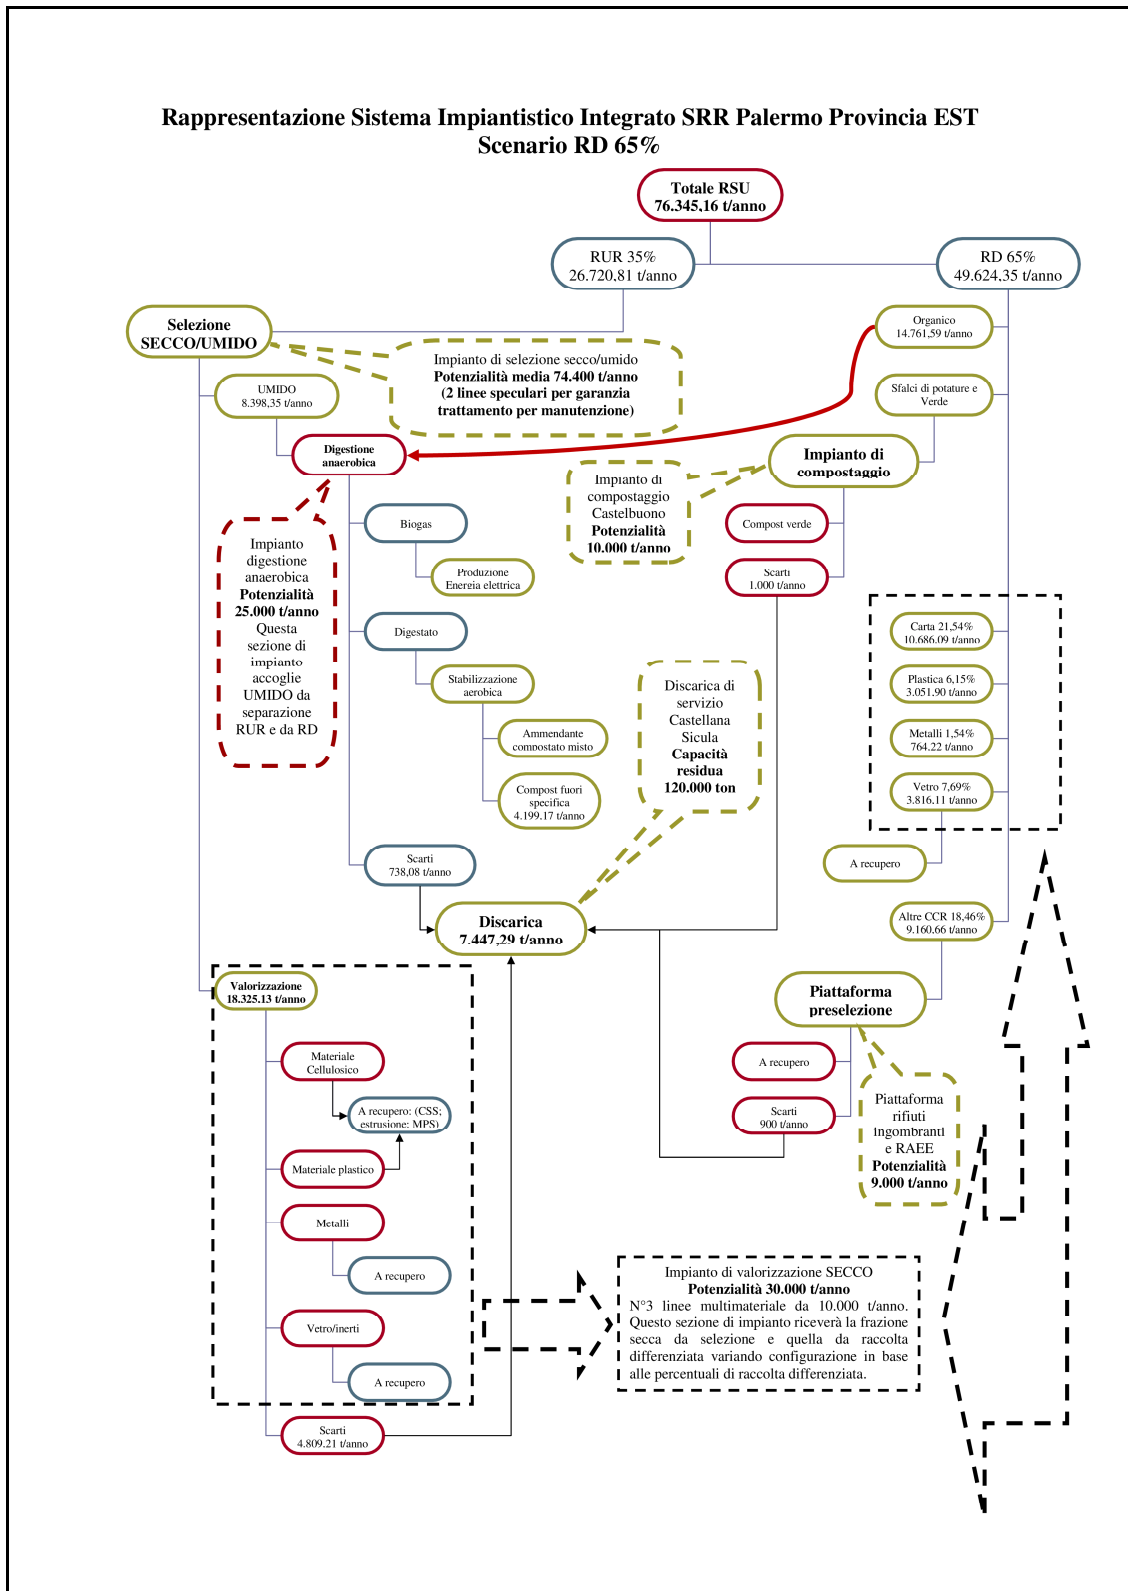 Rappresentazione Sistema Impiantistico Integrato SRR Palermo Provincia EST
Scenario RD 65%
Totale RSU
76.345,16 t/anno
RUR 35%
26.720,81 t/anno
RD 65%
49.624,35 t/anno
Selezione
SECCO/UMIDO
Organico
14.761,59 t/anno
Impianto di selezione secco/umido
Potenzialità media 74.400 t/anno
(2 linee speculari per garanzia
trattamento per manutenzione)
UMIDO
8.398,35 t/anno
Sfalci di potature e
Verde
Digestione
anaerobica
Impianto di
compostaggio
Impianto di
compostaggio
Castelbuono
Potenzialità
10.000 t/anno
Biogas
Compost verde
Impianto
digestione
anaerobica
Potenzialità
25.000 t/anno
Questa
sezione di
impianto
accoglie
UMIDO da
separazione
RUR e da RD
Produzione
Energia elettrica
Scarti
1.000 t/anno
Digestato
Carta 21,54%
10.686,09 t/anno
Stabilizzazione
aerobica
Plastica 6,15%
3.051,90 t/anno
Discarica di
servizio
Castellana
Sicula
Capacità
residua
120.000 ton
Ammendante
compostato misto
Metalli 1,54%
764,22 t/anno
Compost fuori
specifica
4.199,17 t/anno
Vetro 7,69%
3.816,11 t/anno
Scarti
738,08 t/anno
A recupero
Discarica
7.447,29 t/anno
Altre CCR 18,46%
9.160,66 t/anno
Valorizzazione
18.325,13 t/anno
Piattaforma
preselezione
Materiale
Cellulosico
A recupero
A recupero: (CSS;
estrusione: MPS)
Scarti
900 t/anno
Piattaforma
rifiuti
ingombranti
e RAEE
Potenzialità
9.000 t/anno
Materiale plastico
Metalli
A recupero
Impianto di valorizzazione SECCO
Potenzialità 30.000 t/anno
N°3 linee multimateriale da 10.000 t/anno.
Questo sezione di impianto riceverà la frazione
secca da selezione e quella da raccolta
differenziata variando configurazione in base
alle percentuali di raccolta differenziata.
Vetro/inerti
A recupero
Scarti
4.809,21 t/anno